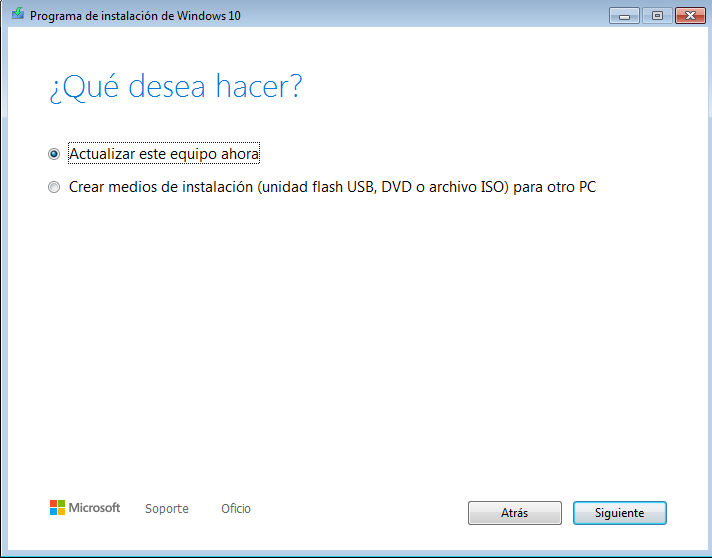 Programa de instalación de Windows 10
¿Qué desea hacer?
Actualizar este equipo ahora
Crear medios de instalación (unidad flash USB, DVD o archivo ISO) para otro PC
Microsoft Soporte Oficio Atrás Siguiente